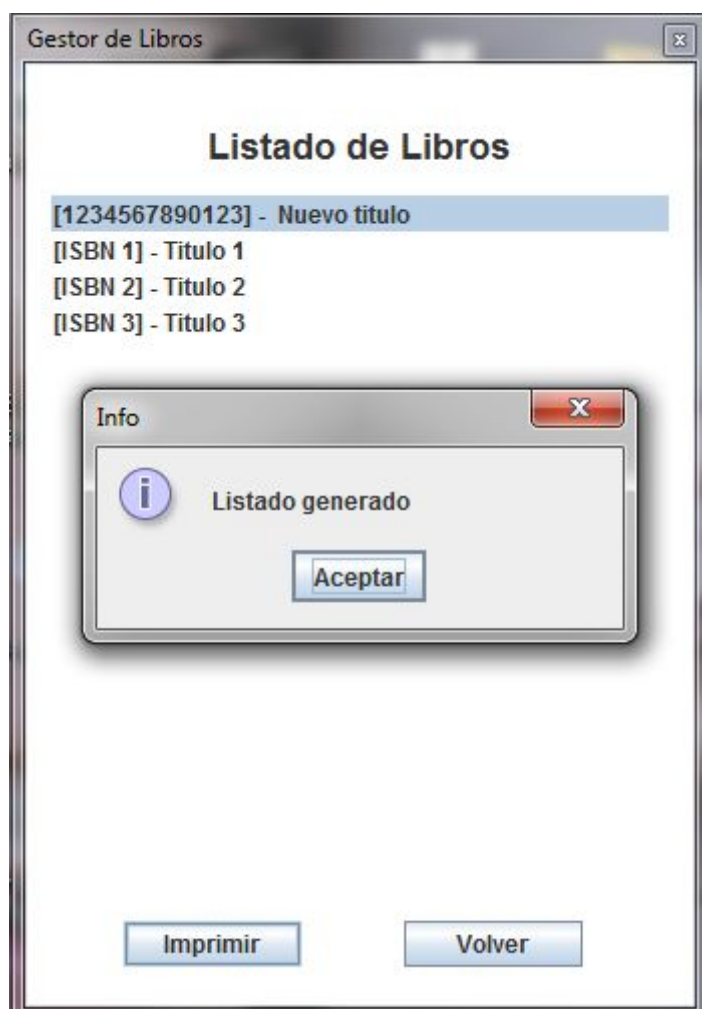 Gestor de Libros
Listado de Libros
[1234567890123] - Nuevo titulo
[ISBN 1] - Titulo 1
[ISBN 2] - Titulo 2
[ISBN 3] - Titulo 3
Info
Listado generado
Aceptar
Imprimir Volver